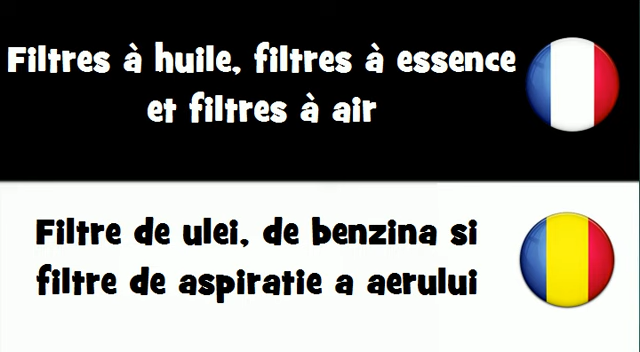 Filtres à huile, filtres à essence
et filtres à air
Filtre de ulei, de benzina si
filtre de aspiratie a aerului